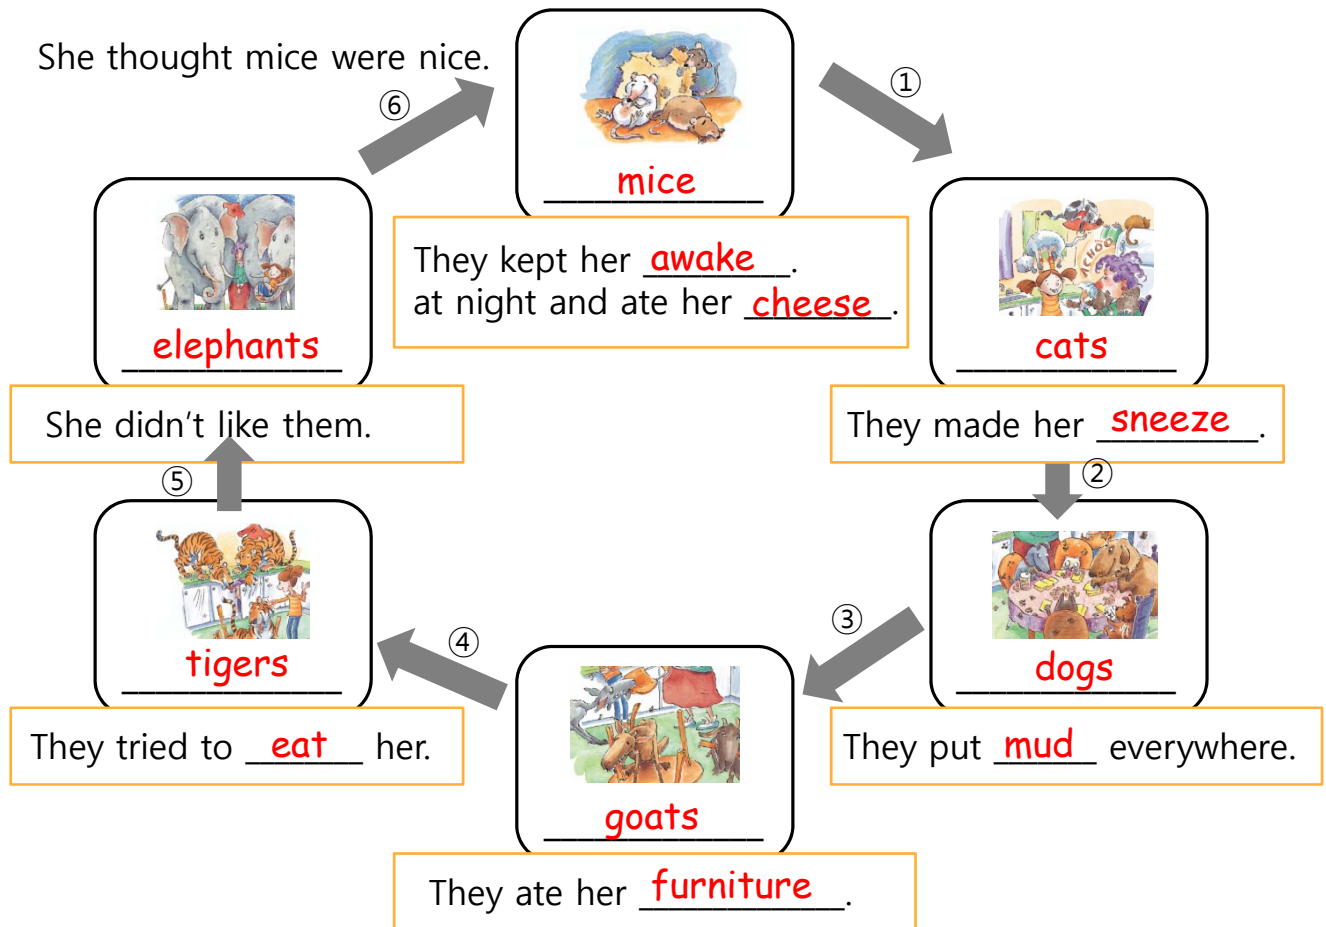 She thought mice were nice.
⑥
①
mice
They kept her awake.
at night and ate her cheese.
ACHOO
cats
They made her sneeze.
②
dogs
They put mud everywhere.
③
goats
They ate her furniture.
④
tigers
They tried to eat her.
⑤
elephants
She didn't like them.